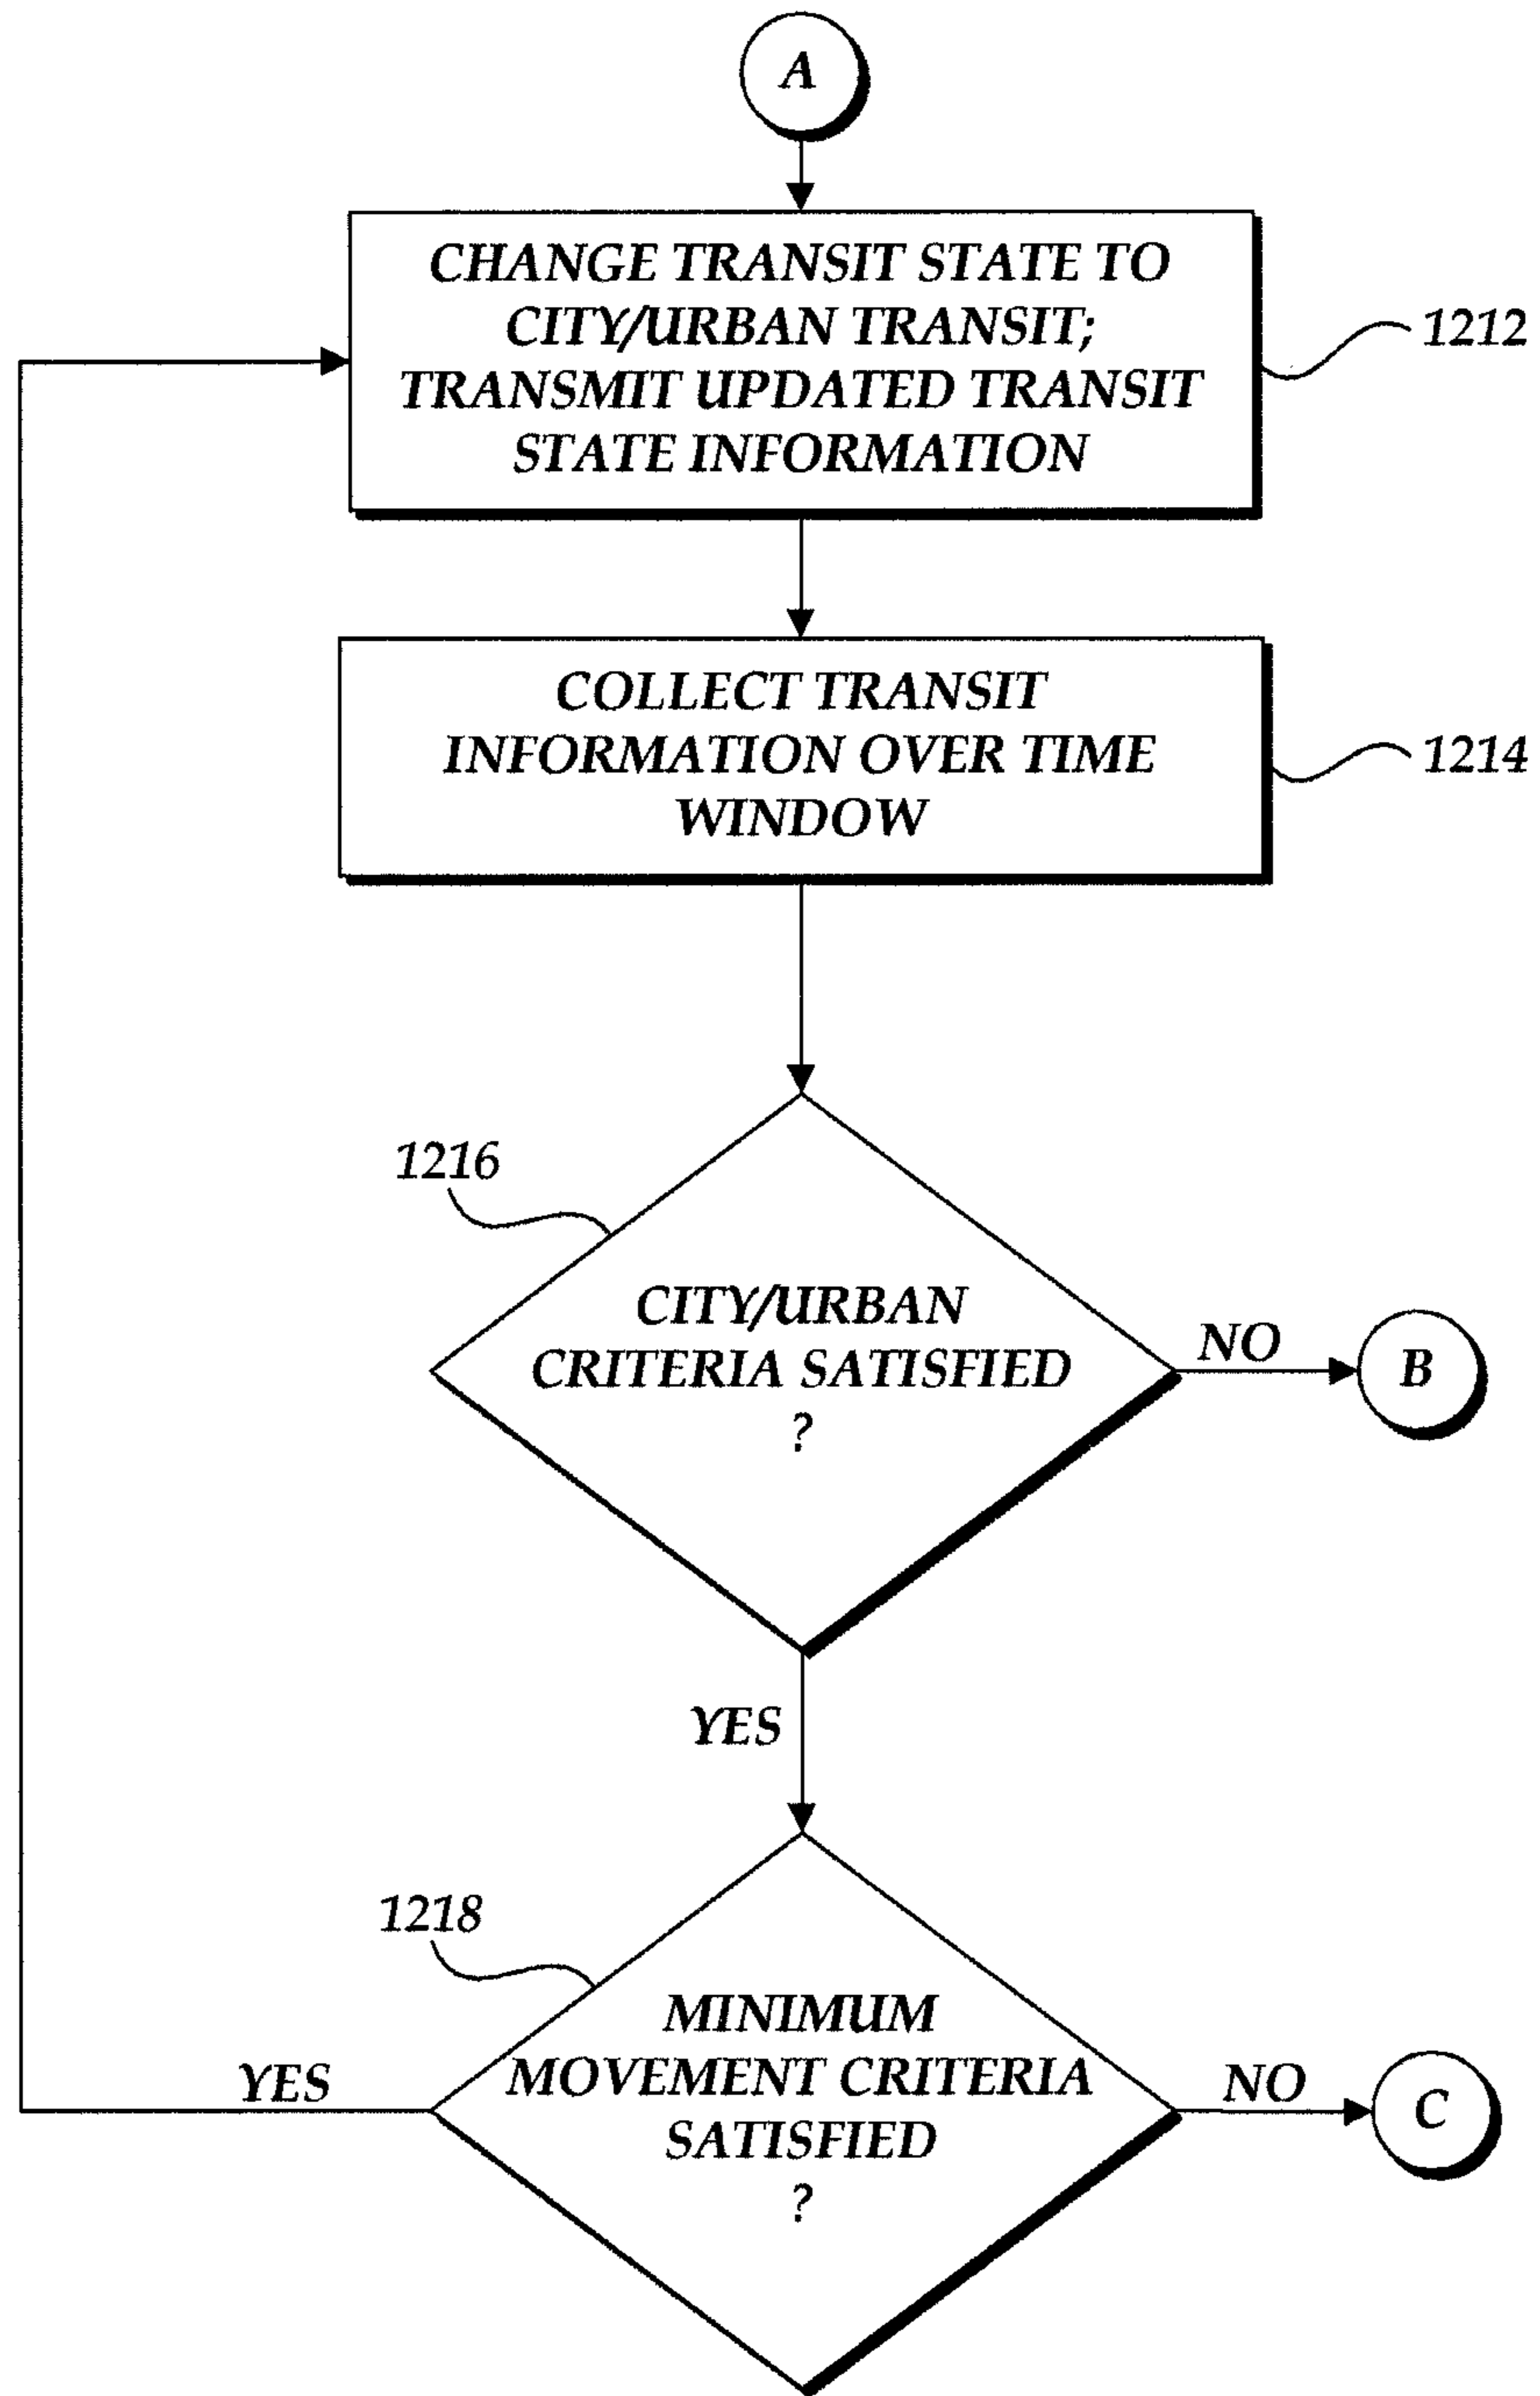 A
CHANGE TRANSIT STATE TO
CITY/URBAN TRANSIT;
TRANSMIT UPDATED TRANSIT
STATE INFORMATION
1212
COLLECT TRANSIT
INFORMATION OVER TIME
WINDOW
1214
1216
CITY/URBAN
CRITERIA SATISFIED
?
NO
B
YES
1218
MINIMUM
MOVEMENT CRITERIA
SATISFIED
?
YES
NO
C